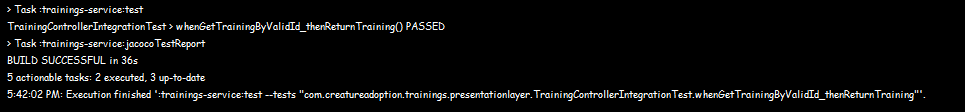 > Task :trainings-service:test
TrainingControllerIntegrationTest > whenGetTrainingByValidId_thenReturnTraining() PASSED
> Task :trainings-service:jacocoTestReport
BUILD SUCCESSFUL in 36s
5 actionable tasks: 2 executed, 3 up-to-date
5:42:02 PM: Execution finished ':trainings-service:test --tests "com.creatureadoption.trainings.presentationlayer.TrainingControllerIntegrationTest.whenGetTrainingByValidId_thenReturnTraining"'.